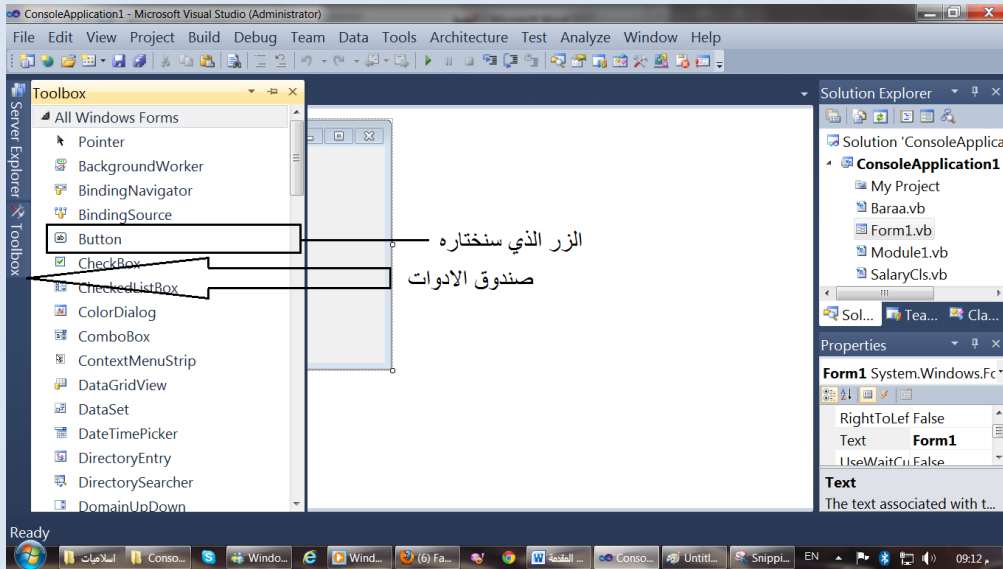 ConsoleApplication1 - Microsoft Visual Studio (Administrator)
File Edit View Project Build Debug Team Data Tools Architecture Test Analyze Window Help
Server Explorer
Toolbox
Toolbox
All Windows Forms
Pointer
BackgroundWorker
BindingNavigator
BindingSource
Button
CheckBox
CheckedListBox
ColorDialog
ComboBox
ContextMenuStrip
DataGridView
DataSet
DateTimePicker
DirectoryEntry
DirectorySearcher
DomainUpDown
الزر الذي سنختاره
صندوق الادوات
Solution Explorer
Solution 'ConsoleApplica
ConsoleApplication1
My Project
Baraa.vb
Form1.vb
Module1.vb
SalaryCls.vb
Sol... Tea... Cla...
Properties
Form1 System.Windows.Fc
RightToLef False
Text Form1
UseWaitCu False
Text
The text associated with t...
Ready
اسلاميات Conso... Windo... Wind... (6) Fa... المقدمة ... Conso... Untitl... Snippi... EN 09:12 م